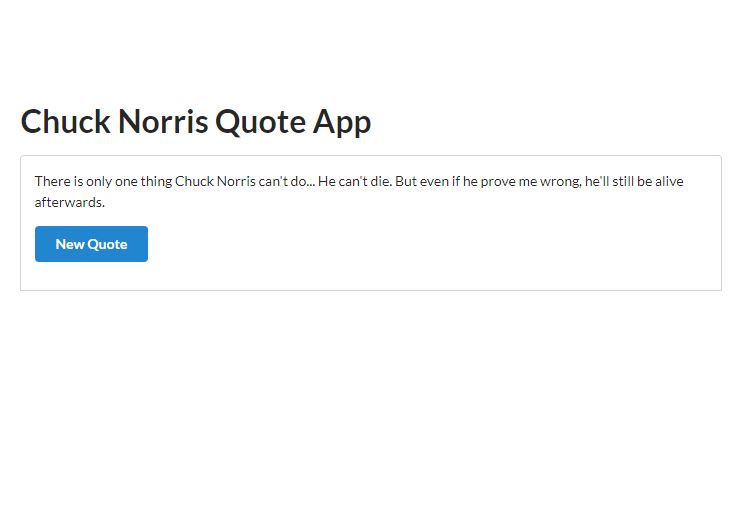 Chuck Norris Quote App
There is only one thing Chuck Norris can't do... He can't die. But even if he prove me wrong, he'll still be alive
afterwards.
New Quote